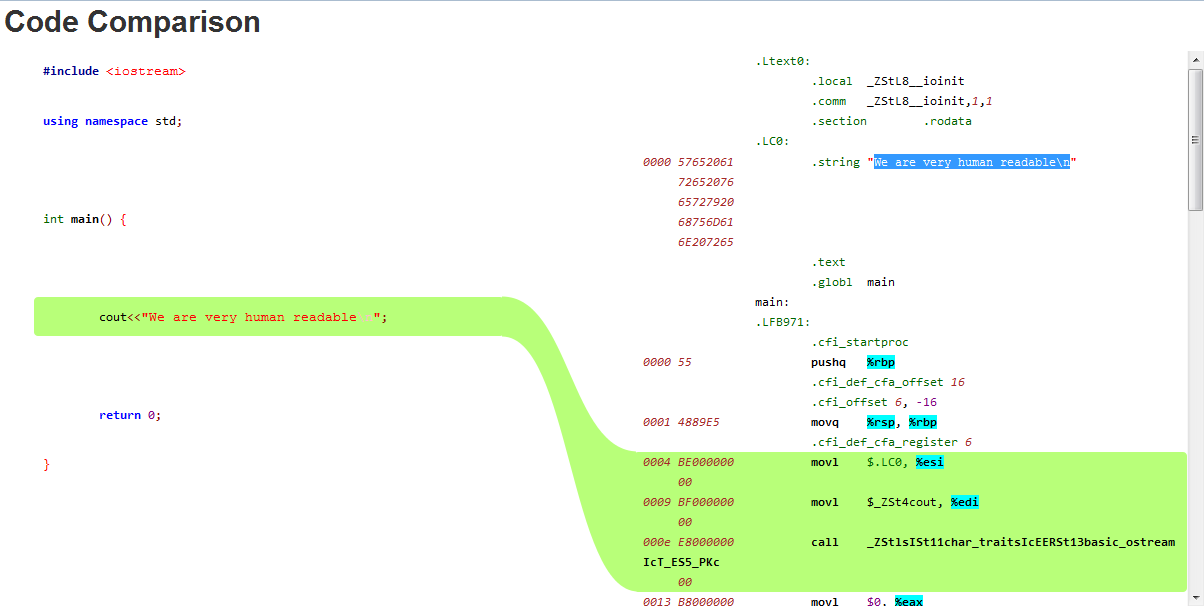 Code Comparison
#include <iostream>
using namespace std;
int main() {
cout<<"We are very human readable \n";
return 0;
}
.Ltext0:
.local _ZStL8__ioinit
.comm _ZStL8__ioinit,1,1
.section .rodata
.LC0:
0000 57652061 .string "We are very human readable\n"
72652076
65727920
68756D61
6E207265
.text
.globl main
main:
.LFB971:
.cfi_startproc
0000 55 pushq %rbp
.cfi_def_cfa_offset 16
.cfi_offset 6, -16
0001 4889E5 movq %rsp, %rbp
.cfi_def_cfa_register 6
0004 BE000000 movl $.LC0, %esi
00
0009 BF000000 movl $_ZSt4cout, %edi
00
000e E8000000 call _ZStlsISt11char_traitsIcEERSt13basic_ostream
IcT_ES5_PKc
00
0013 B8000000 movl $0, %eax